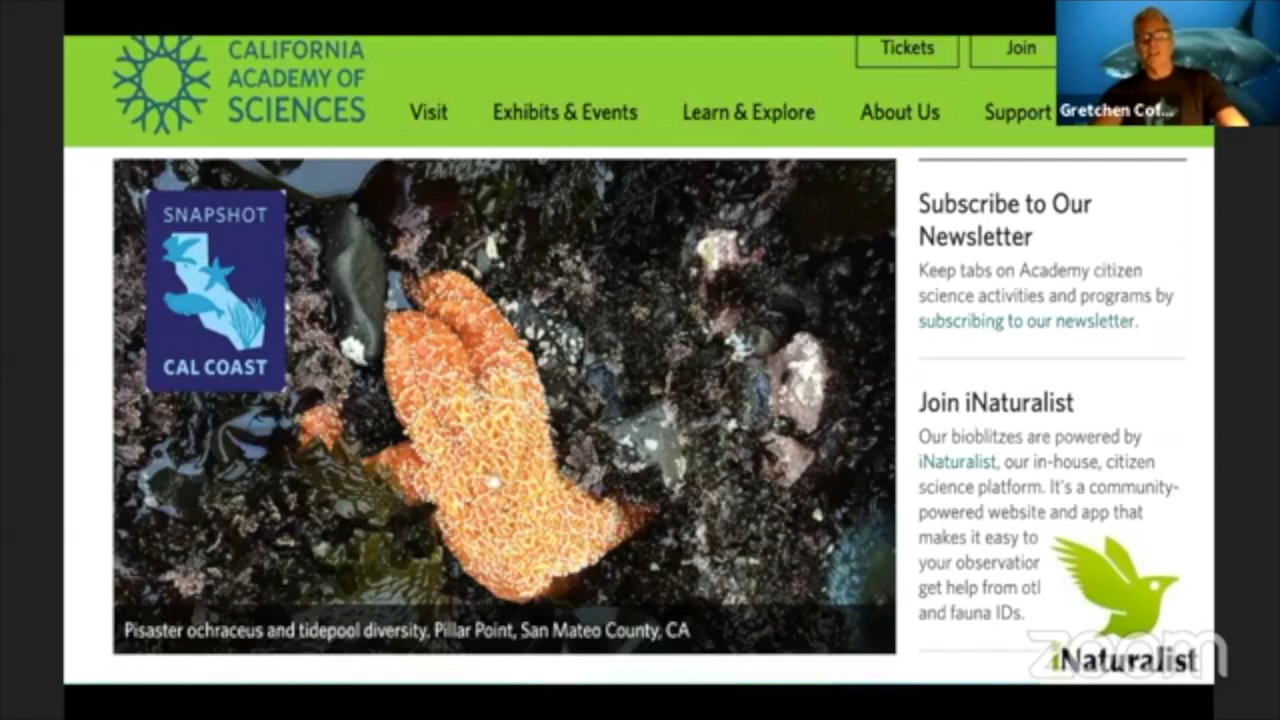 CALIFORNIA
ACADEMY OF
SCIENCES
Tickets
Join
Visit
Exhibits & Events
Learn & Explore
About Us
Support
Gretchen Cof...
SNAPSHOT
CAL COAST
Pisaster ochraceus and tidepool diversity, Pillar Point, San Mateo County, CA
Subscribe to Our
Newsletter
Keep tabs on Academy citizen
science activities and programs by
subscribing to our newsletter.
Join iNaturalist
Our bioblitzes are powered by
iNaturalist, our in-house, citizen
science platform. It's a community-
powered website and app that
makes it easy to
your observation
get help from otl
and fauna IDs.
zoom
iNaturalist